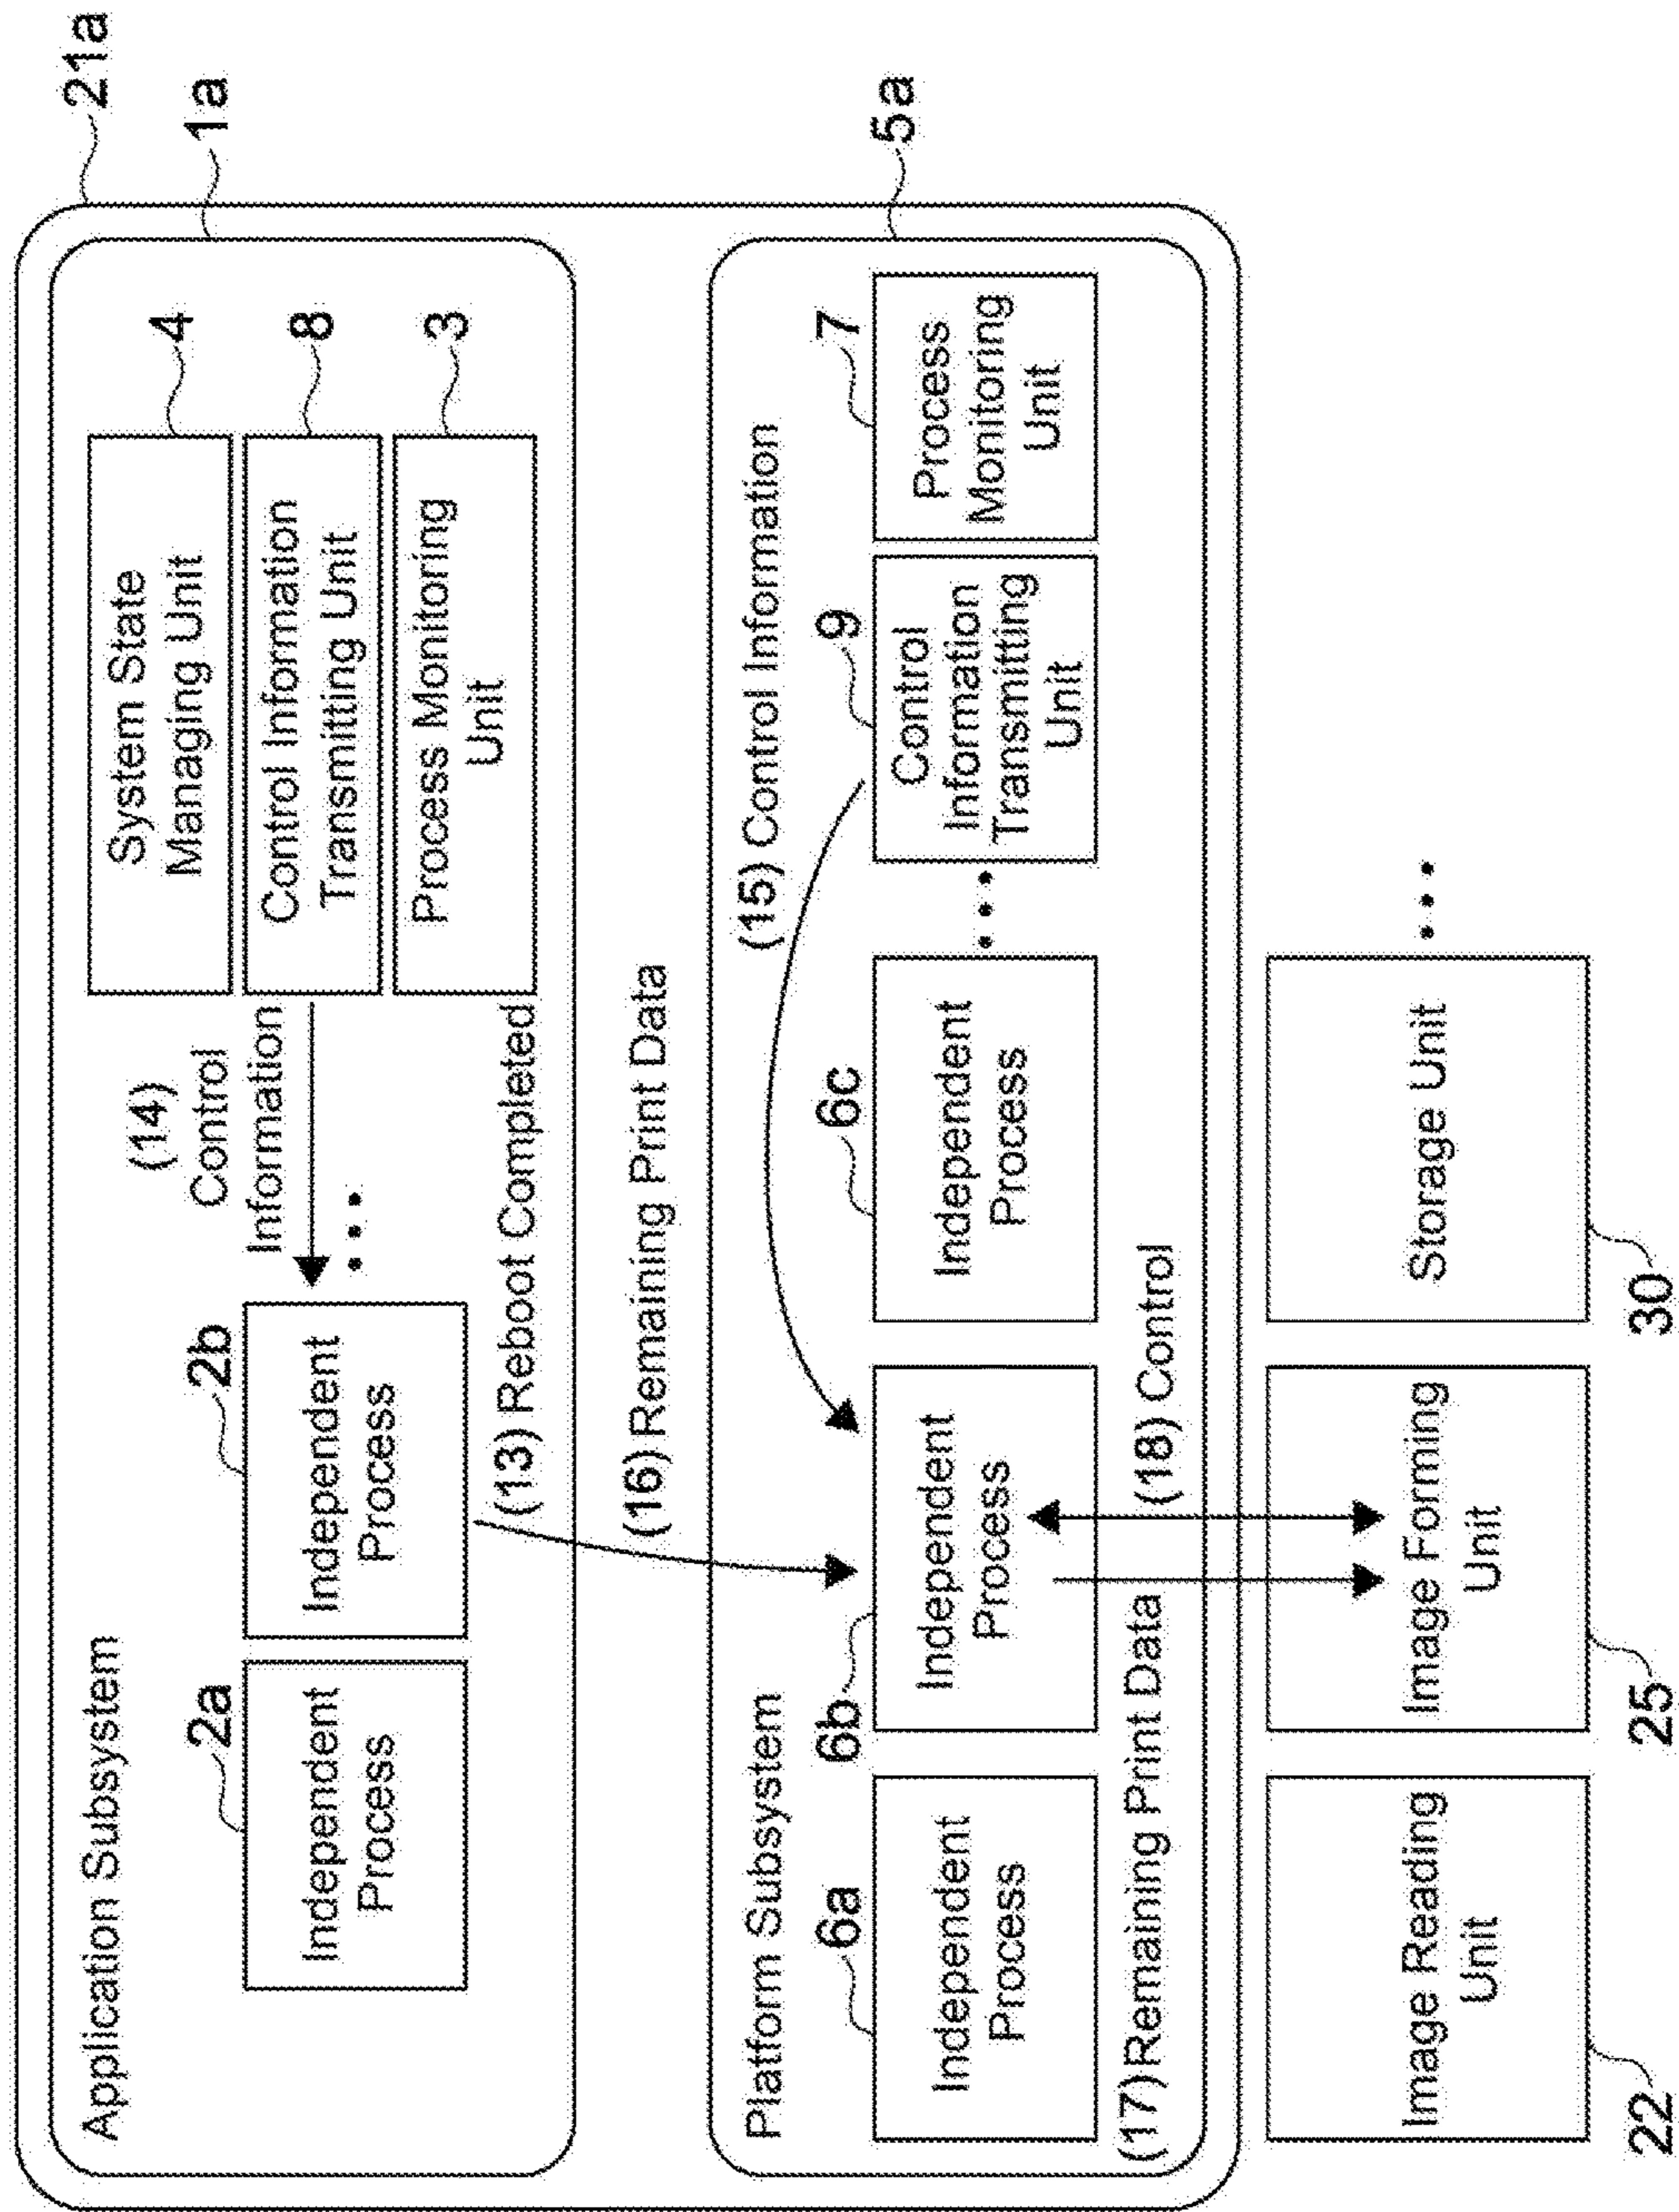 21a
1a
Application Subsystem
System State
Managing Unit
4
Control Information
Transmitting Unit
8
Process Monitoring
Unit
3
(14)
Control
Information
2a
Independent
Process
2b
Independent
Process
...
(13) Reboot Completed
(16) Remaining Print Data
5a
Platform Subsystem
(15) Control Information
6a
Independent
Process
6b
Independent
Process
6c
Independent
Process
...
9
Control
Information
Transmitting
Unit
7
Process
Monitoring
Unit
(17) Remaining Print Data
(18) Control
Image Reading
Unit
22
Image Forming
Unit
25
Storage Unit
30
...